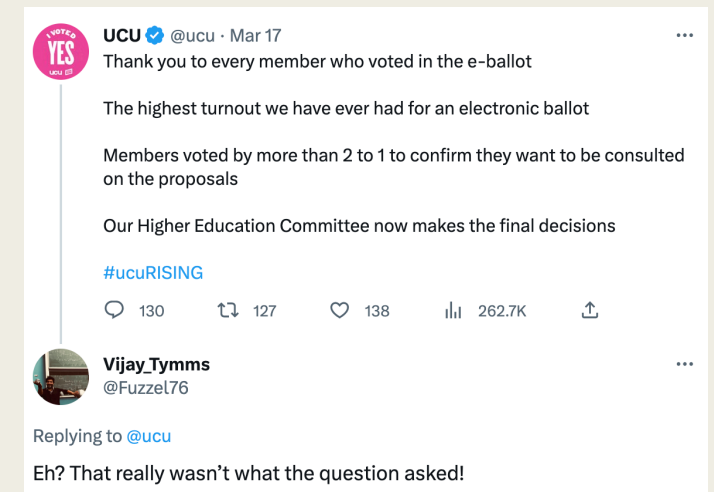 I VOTED
YES
UCU
UCU @ucu · Mar 17
Thank you to every member who voted in the e-ballot
The highest turnout we have ever had for an electronic ballot
Members voted by more than 2 to 1 to confirm they want to be consulted
on the proposals
Our Higher Education Committee now makes the final decisions
#ucuRISING
130 127 138 262.7K
Vijay_Tymms
@Fuzzel76
Replying to @ucu
Eh? That really wasn’t what the question asked!